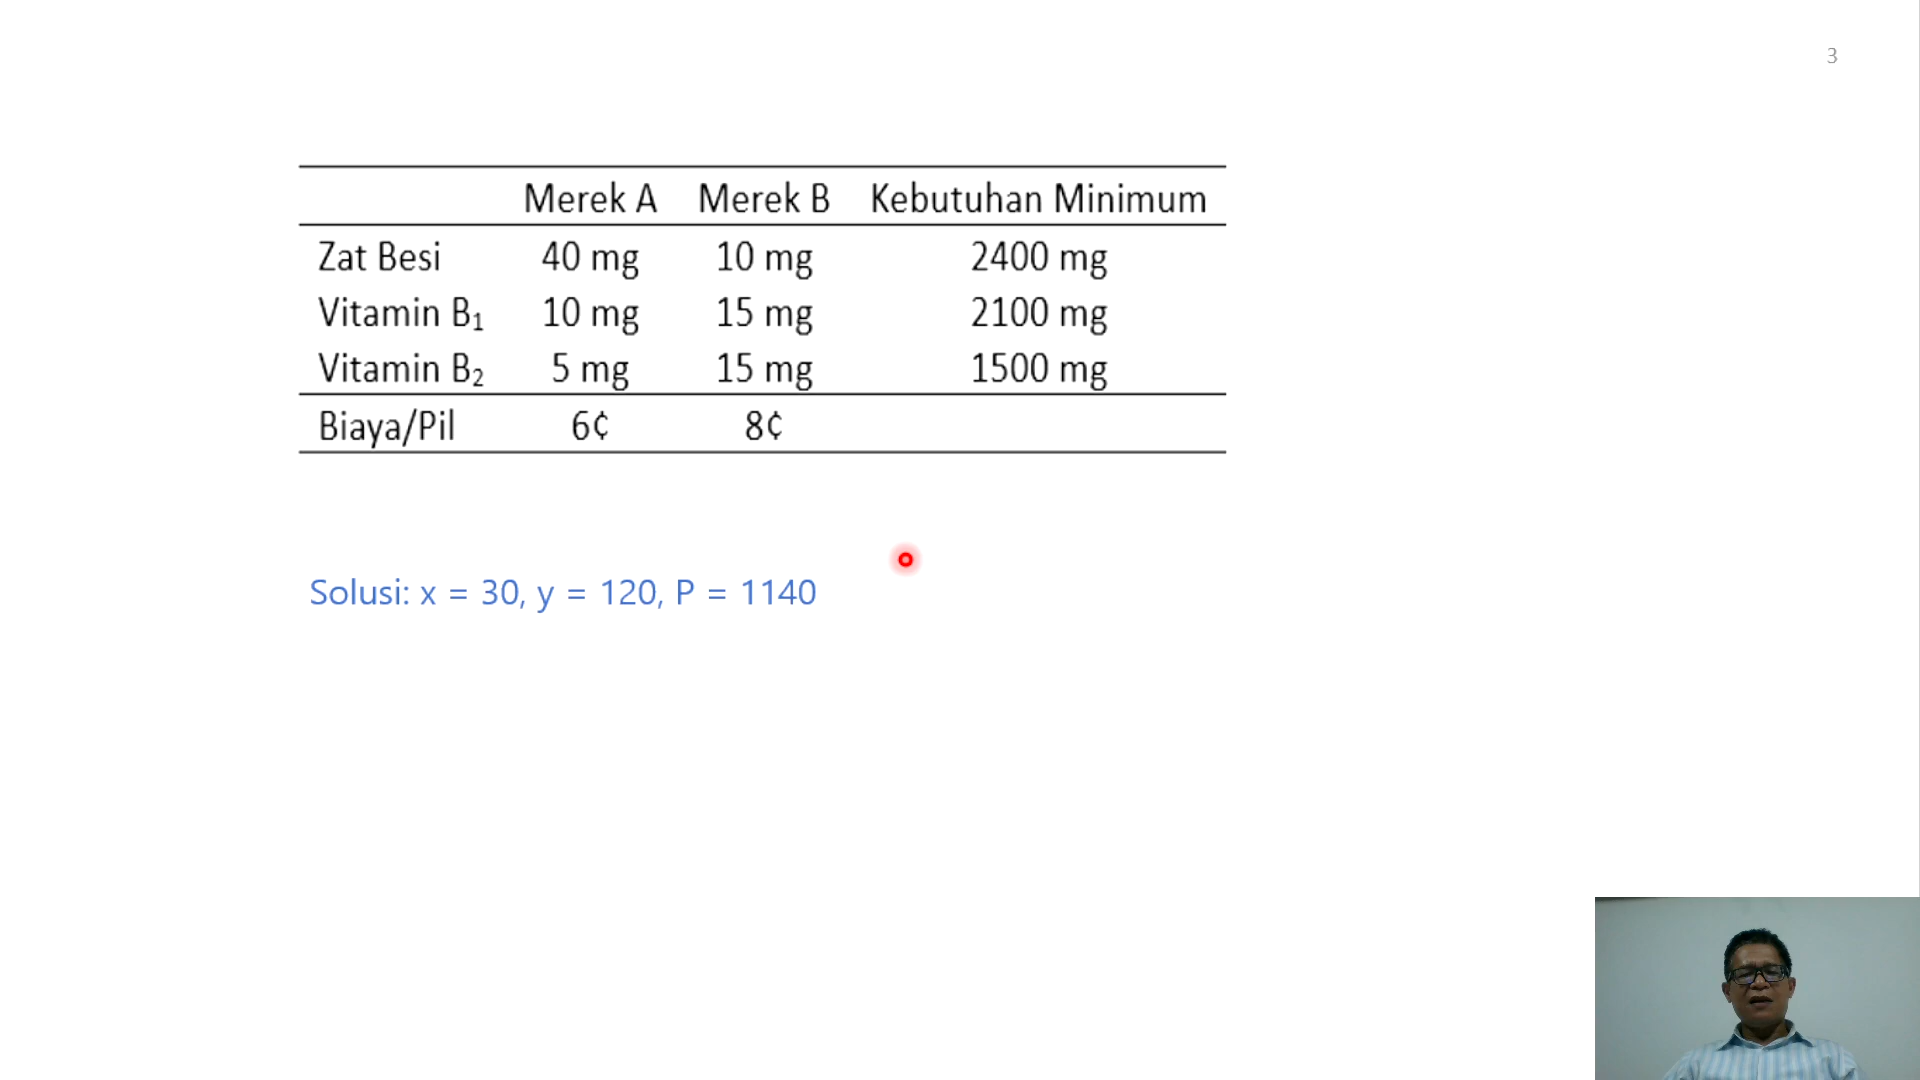 3
Merek A Merek B Kebutuhan Minimum
Zat Besi 40 mg 10 mg 2400 mg
Vitamin B₁ 10 mg 15 mg 2100 mg
Vitamin B₂ 5 mg 15 mg 1500 mg
Biaya/Pil 6¢ 8¢
Solusi: x = 30, y = 120, P = 1140